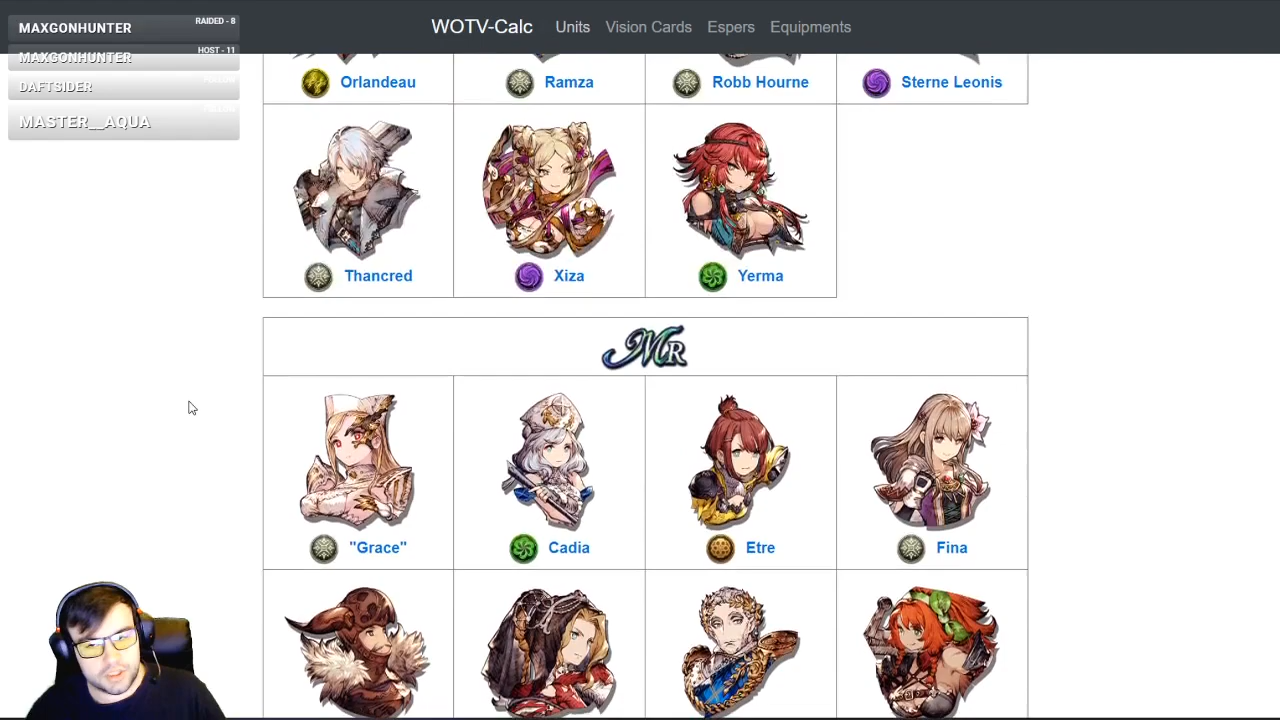 MAXGONHUNTER
RAIDED - 8
MAXGONHUNTER
HOST - 11
DAFTSIDER
MASTER__AQUA
WOTV-Calc Units Vision Cards Espers Equipments
Orlandeau Ramza Robb Hourne Sterne Leonis
Thancred Xiza Yerma
MR
"Grace" Cadia Etre Fina